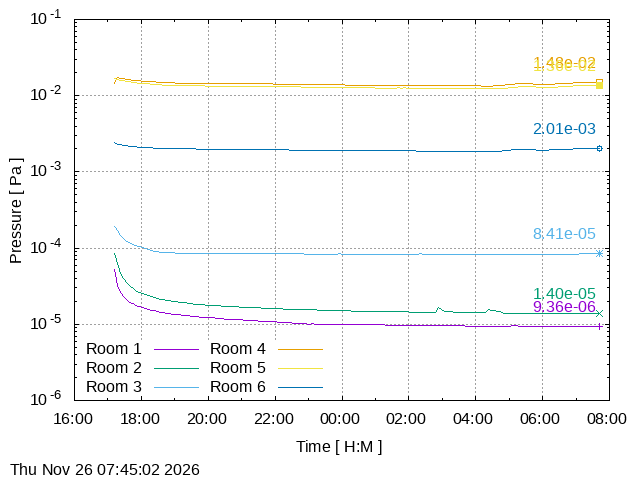 10^-1
10^-2
10^-3
10^-4
10^-5
10^-6
Pressure [ Pa ]
1.48e-02
2.01e-03
8.41e-05
1.40e-05
9.36e-06
Room 1 Room 4
Room 2 Room 5
Room 3 Room 6
16:00 18:00 20:00 22:00 00:00 02:00 04:00 06:00 08:00
Time [ H:M ]
Thu Nov 26 07:45:02 2026